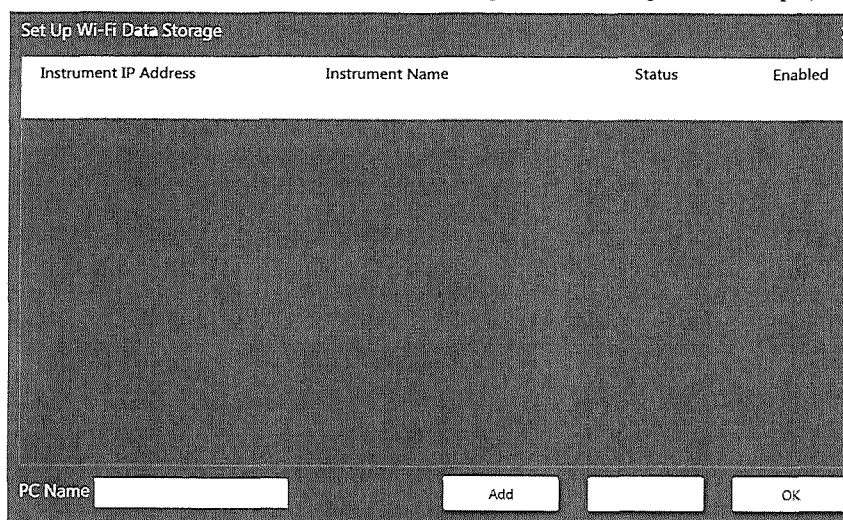 Set Up Wi-Fi Data Storage
Instrument IP Address Instrument Name Status Enabled
PC Name Add OK